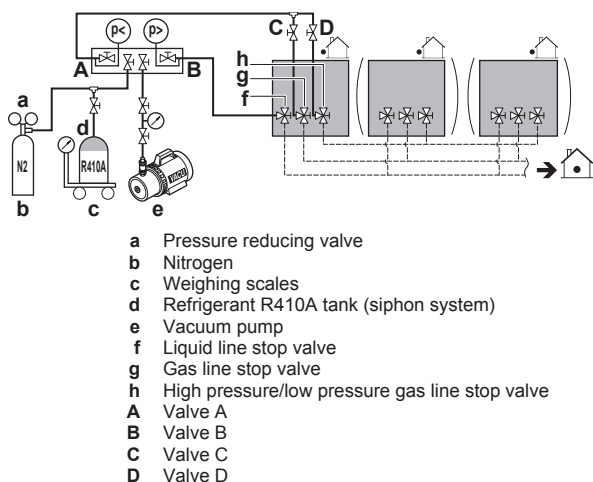 p< p>
C D
A B
h
g
f
a
d
N2 R410A VACU
b c e
a Pressure reducing valve
b Nitrogen
c Weighing scales
d Refrigerant R410A tank (siphon system)
e Vacuum pump
f Liquid line stop valve
g Gas line stop valve
h High pressure/low pressure gas line stop valve
A Valve A
B Valve B
C Valve C
D Valve D